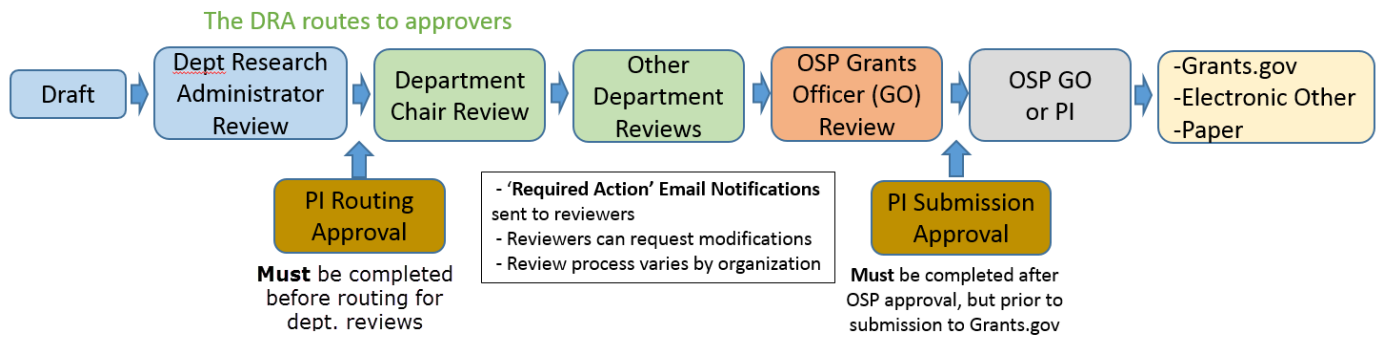 The DRA routes to approvers
Draft
Dept Research
Administrator
Review
Department
Chair Review
Other
Department
Reviews
OSP Grants
Officer (GO)
Review
OSP GO
or PI
-Grants.gov
-Electronic Other
-Paper
PI Routing
Approval
Must be completed
before routing for
dept. reviews
- ‘Required Action’ Email Notifications
sent to reviewers
- Reviewers can request modifications
- Review process varies by organization
PI Submission
Approval
Must be completed after
OSP approval, but prior to
submission to Grants.gov